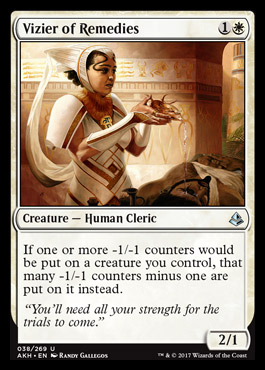 Vizier of Remedies 1
Creature — Human Cleric
If one or more -1/-1 counters would
be put on a creature you control, that
many -1/-1 counters minus one are
put on it instead.
“You’ll need all your strength for the
trials to come.”
2/1
038/269 U
AKH • EN Randy Gallegos
™ & © 2017 Wizards of the Coast